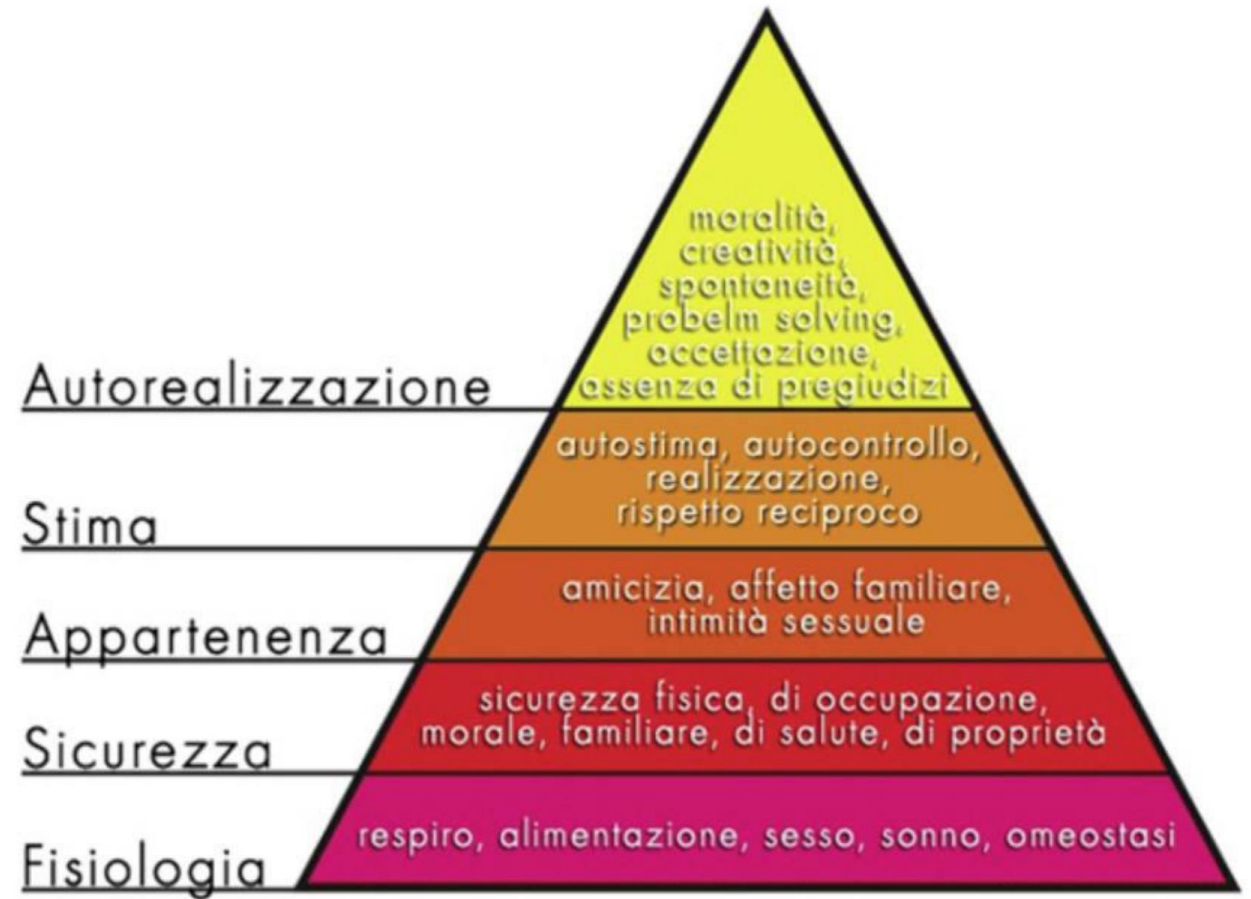 moralità,
creatività,
spontaneità,
probelm solving,
accettazione,
assenza di pregiudizi
Autorealizzazione
autostima, autocontrollo,
realizzazione,
rispetto reciproco
Stima
amicizia, affetto familiare,
intimità sessuale
Appartenenza
sicurezza fisica, di occupazione,
morale, familiare, di salute, di proprietà
Sicurezza
respiro, alimentazione, sesso, sonno, omeostasi
Fisiologia